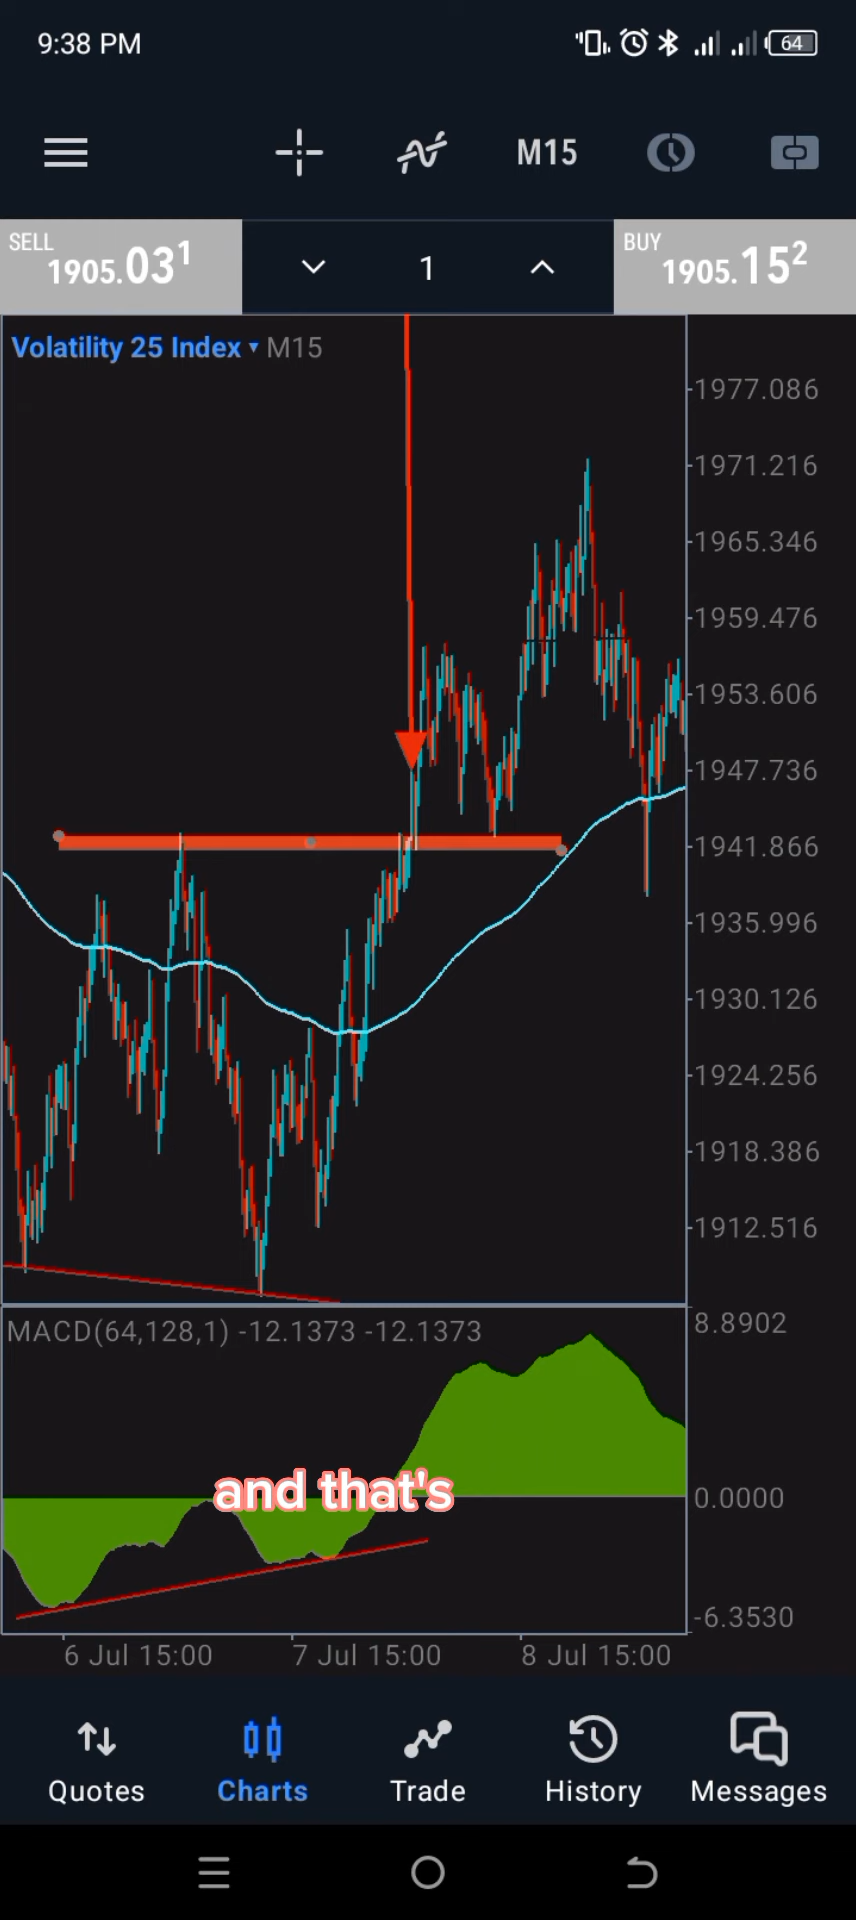 9:38 PM
64
M15
SELL
1905.031
1
BUY
1905.152
Volatility 25 Index ▾ M15
1977.086
1971.216
1965.346
1959.476
1953.606
1947.736
1941.866
1935.996
1930.126
1924.256
1918.386
1912.516
MACD(64,128,1) -12.1373 -12.1373
8.8902
and that's
0.0000
-6.3530
6 Jul 15:00
7 Jul 15:00
8 Jul 15:00
Quotes
Charts
Trade
History
Messages